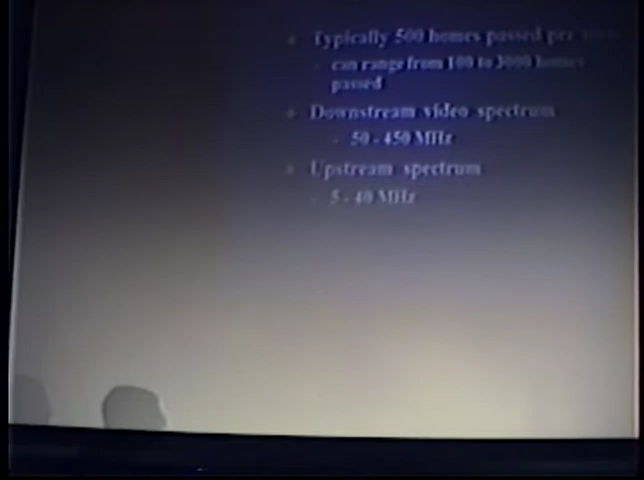 • Typically 500 homes passed per
- can range from 100 to 3000 homes
passed
• Downstream video spectrum
- 50 - 450 MHz
• Upstream spectrum
- 5 - 40 MHz